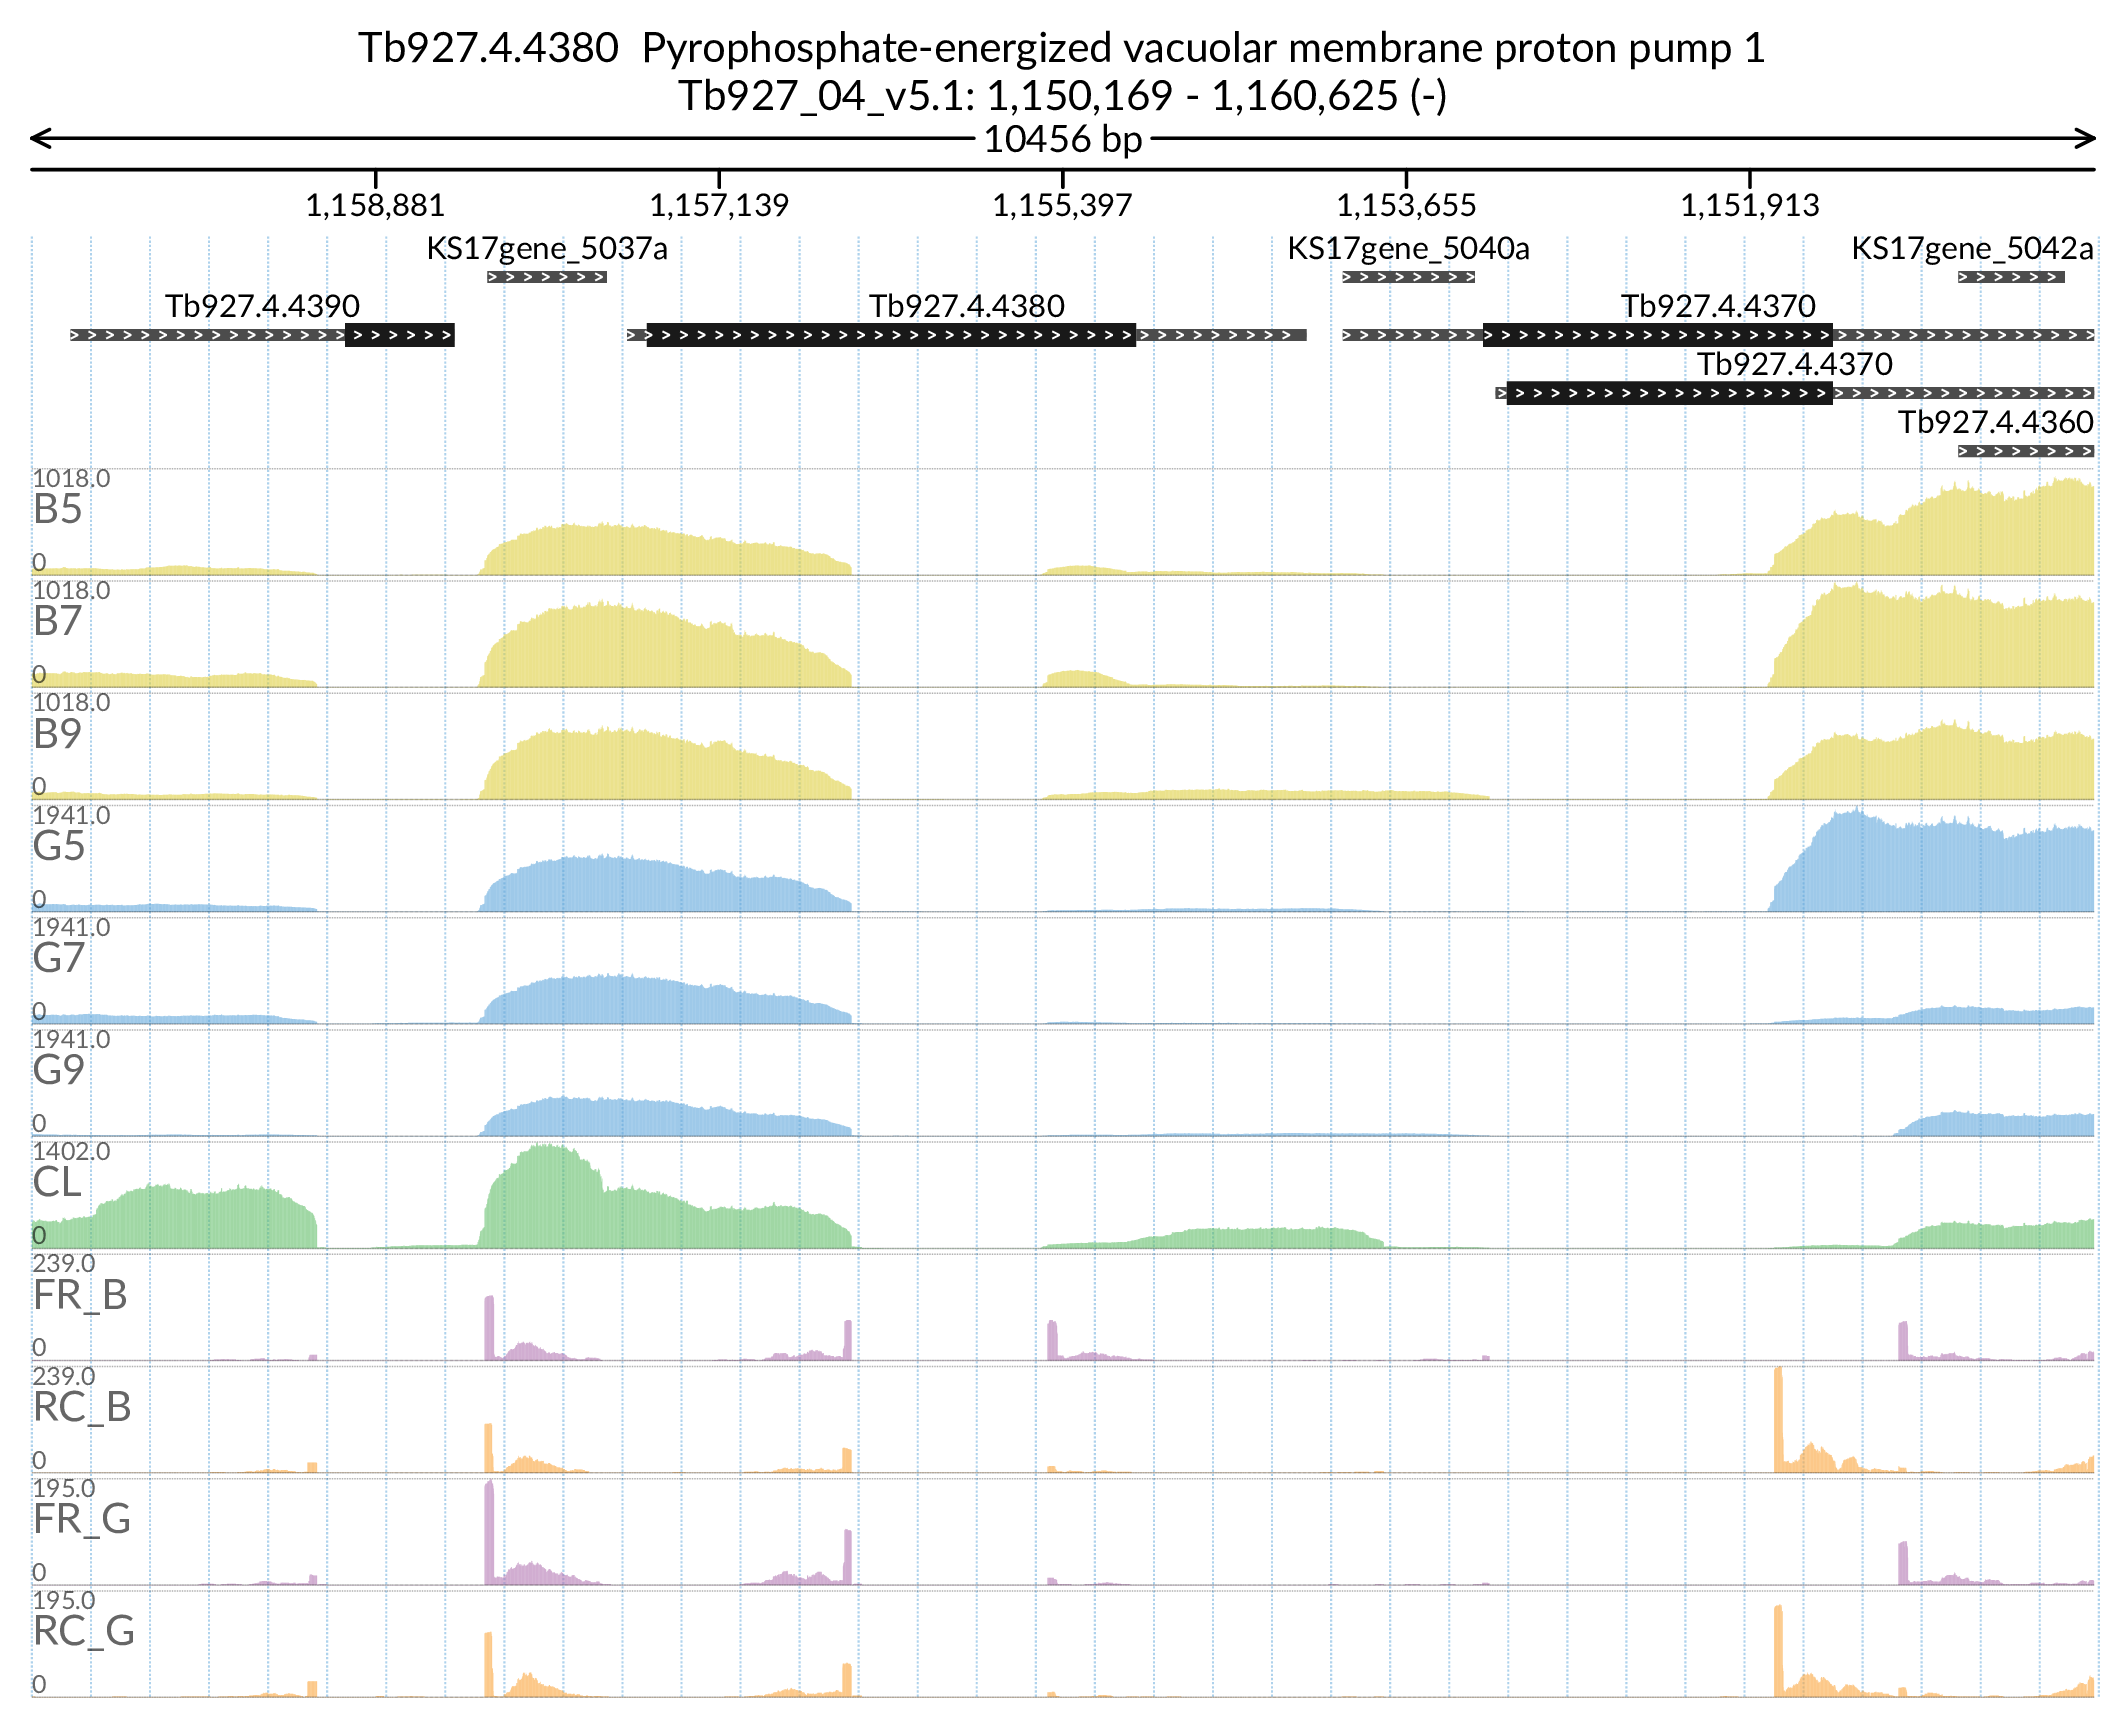 Tb927.4.4380  Pyrophosphate-energized vacuolar membrane proton pump 1
Tb927_04_v5.1: 1,150,169 - 1,160,625 (-)
10456 bp
1,158,881 1,157,139 1,155,397 1,153,655 1,151,913
KS17gene_5037a KS17gene_5040a KS17gene_5042a
Tb927.4.4390 Tb927.4.4380 Tb927.4.4370
Tb927.4.4370
Tb927.4.4360
1018.0
B5
0
1018.0
B7
0
1018.0
B9
0
1941.0
G5
0
1941.0
G7
0
1941.0
G9
0
1402.0
CL
0
239.0
FR_B
0
239.0
RC_B
0
195.0
FR_G
0
195.0
RC_G
0